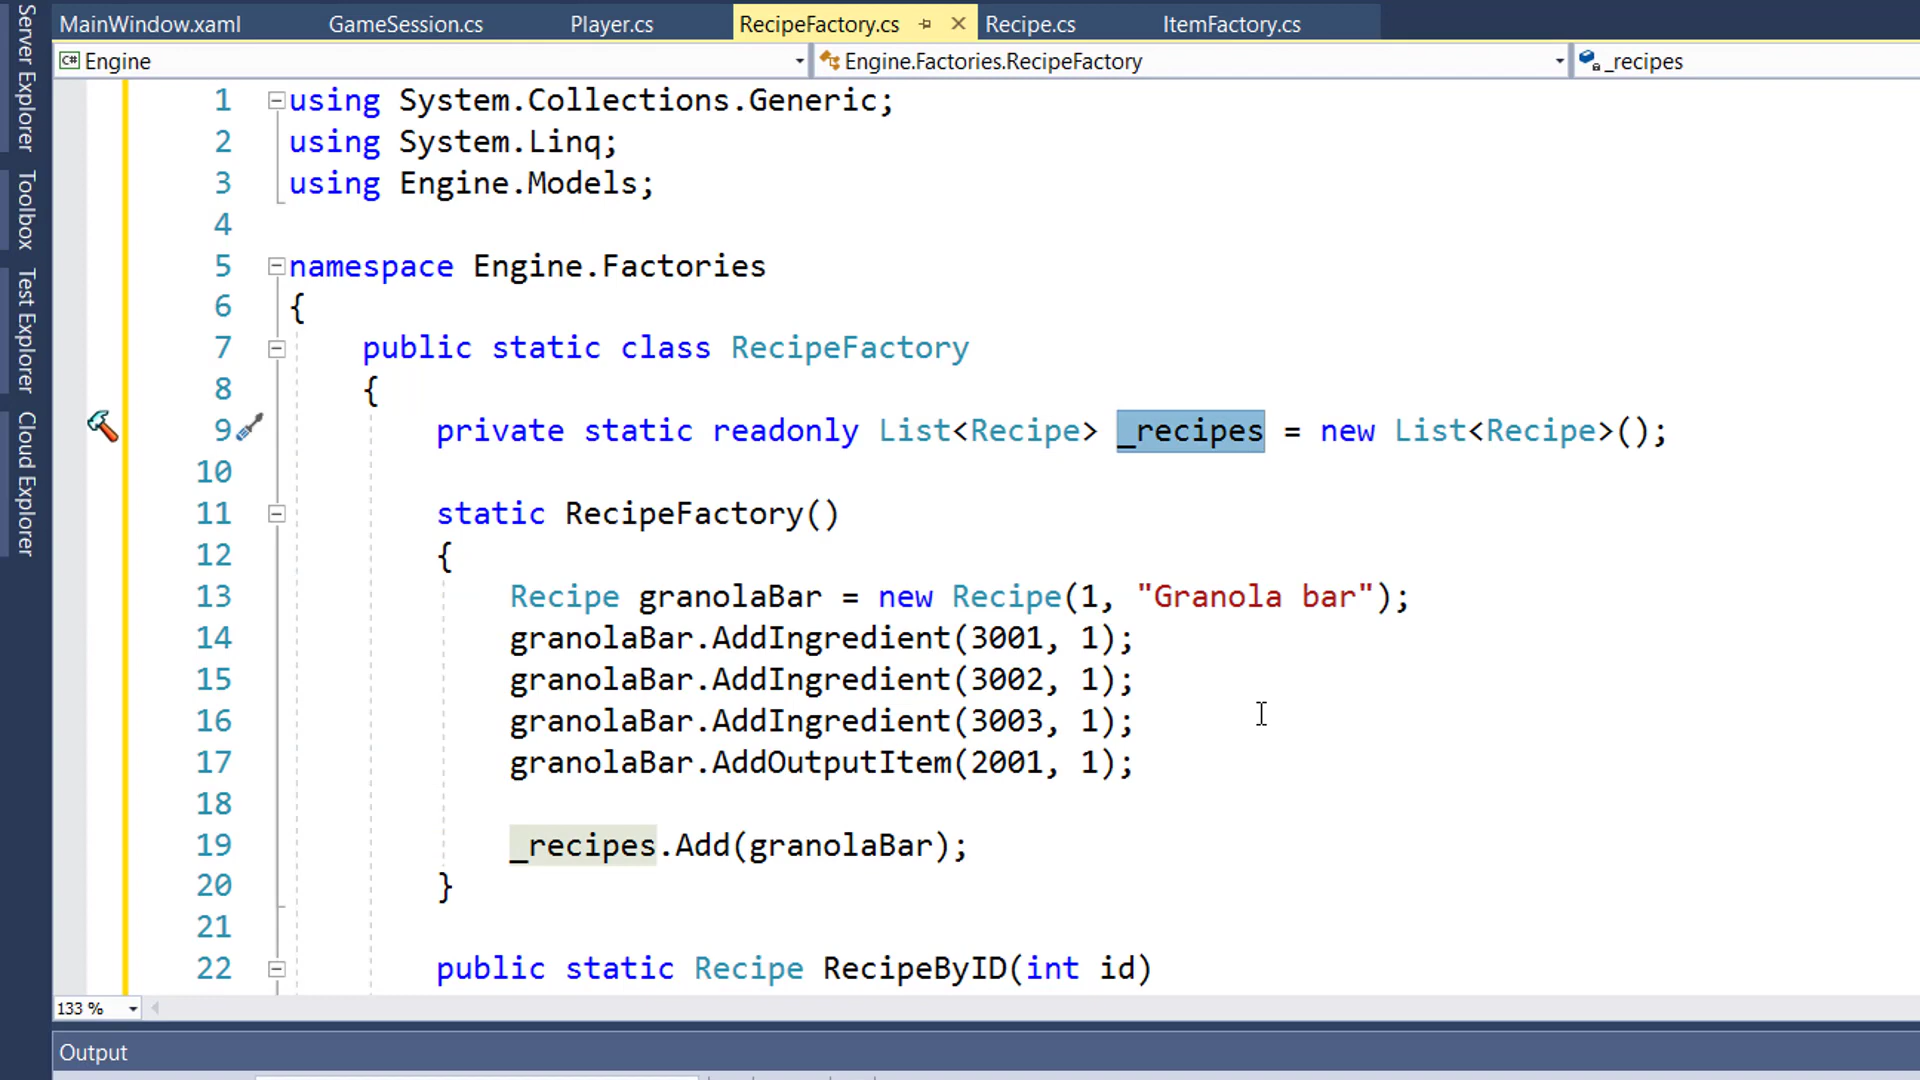 MainWindow.xaml GameSession.cs Player.cs RecipeFactory.cs Recipe.cs ItemFactory.cs
C# Engine Engine.Factories.RecipeFactory _recipes
Server Explorer
Toolbox
Test Explorer
Cloud Explorer
1 using System.Collections.Generic;
2 using System.Linq;
3 using Engine.Models;
4
5 namespace Engine.Factories
6 {
7 public static class RecipeFactory
8 {
9 private static readonly List<Recipe> _recipes = new List<Recipe>();
10
11 static RecipeFactory()
12 {
13 Recipe granolaBar = new Recipe(1, "Granola bar");
14 granolaBar.AddIngredient(3001, 1);
15 granolaBar.AddIngredient(3002, 1);
16 granolaBar.AddIngredient(3003, 1);
17 granolaBar.AddOutputItem(2001, 1);
18
19 _recipes.Add(granolaBar);
20 }
21
22 public static Recipe RecipeByID(int id)
133 %
Output